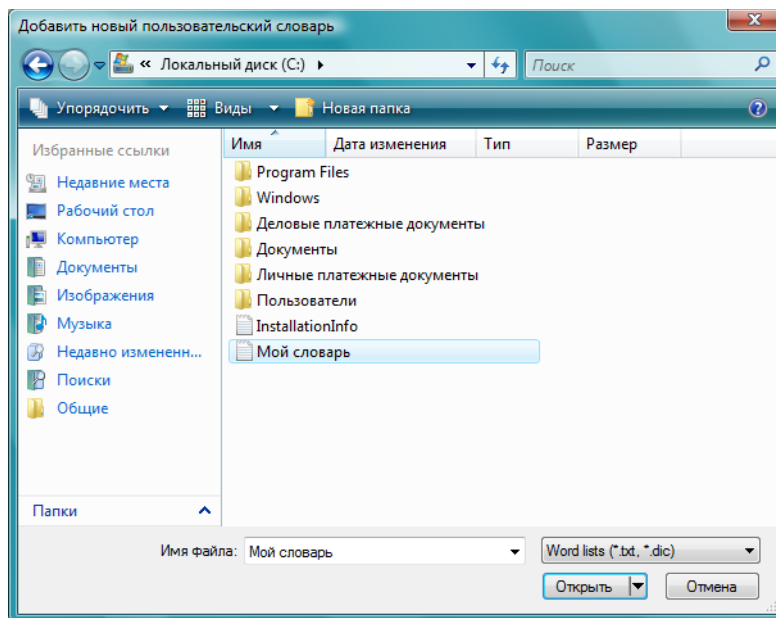 Добавить новый пользовательский словарь
« Локальный диск (C:)
Поиск
Упорядочить Виды Новая папка
Избранные ссылки
Недавние места
Рабочий стол
Компьютер
Документы
Изображения
Музыка
Недавно измененн...
Поиски
Общие
Папки
Имя Дата изменения Тип Размер
Program Files
Windows
Деловые платежные документы
Документы
Личные платежные документы
Пользователи
InstallationInfo
Мой словарь
Имя файла: Мой словарь Word lists (*.txt, *.dic)
Открыть Отмена